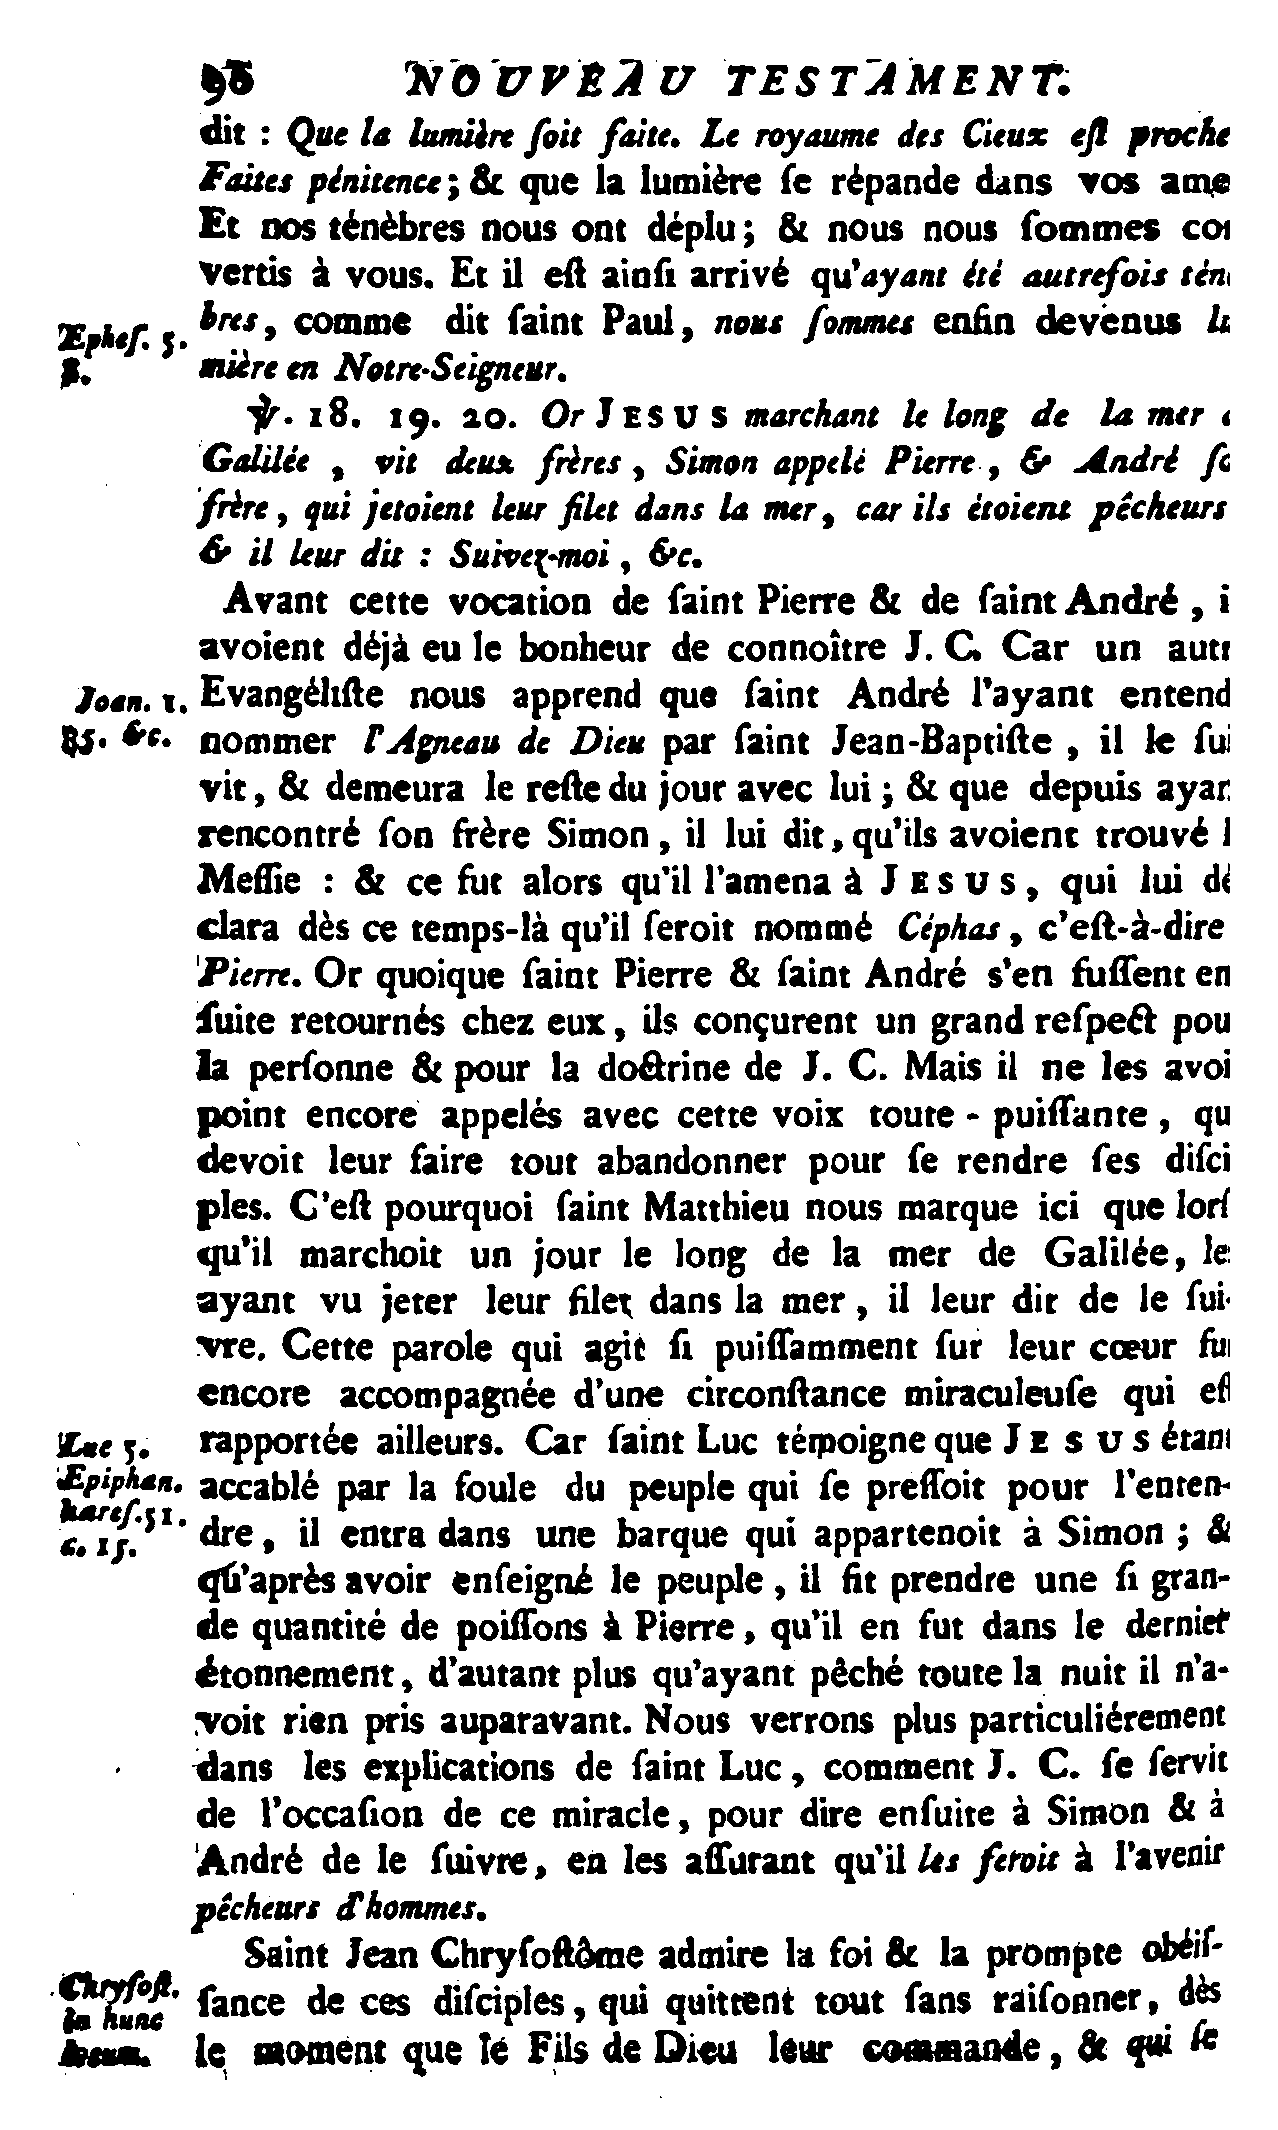 NOUVEAU TESTAMENT.
dit : Que la lumière ſoit faite. Le royaume des Cieux eſt proche
Faites pénitence ; & que la lumière ſe répande dans vos ame
Et nos ténèbres nous ont déplu ; & nous nous ſommes con
vertis à vous. Et il eſt ainſi arrivé qu'ayant été autrefois tén
Epheſ. 5. bres, comme dit ſaint Paul, nous ſommes enfin devenus lu
8. mière en Notre-Seigneur.
℣. 18. 19. 20. Or JESUS marchant le long de la mer
Galilée , vit deux frères , Simon appelé Pierre , & André ſo
frère , qui jetoient leur filet dans la mer, car ils étoient pêcheurs
& il leur dit : Suivez-moi , &c.
Avant cette vocation de ſaint Pierre & de ſaint André , i
avoient déjà eu le bonheur de connoître J. C. Car un autr
Joan. 1. Evangéliſte nous apprend que ſaint André l'ayant entend
35. &c. nommer l'Agneau de Dieu par ſaint Jean-Baptiſte , il le ſui
vit, & demeura le reſte du jour avec lui ; & que depuis ayan
rencontré ſon frère Simon , il lui dit, qu'ils avoient trouvé l
Meſſie : & ce fut alors qu'il l'amena à JESUS, qui lui dé
clara dès ce temps-là qu'il ſeroit nommé Céphas, c'eſt-à-dire
Pierre. Or quoique ſaint Pierre & ſaint André s'en fuſſent en
ſuite retournés chez eux, ils conçurent un grand reſpect pou
la perſonne & pour la doctrine de J. C. Mais il ne les avoi
point encore appelés avec cette voix toute - puiſſante , qu
devoit leur faire tout abandonner pour ſe rendre ſes diſci
ples. C'eſt pourquoi ſaint Matthieu nous marque ici que lorſ
qu'il marchoit un jour le long de la mer de Galilée, les
ayant vu jeter leur filet dans la mer , il leur dit de le ſui-
vre. Cette parole qui agit ſi puiſſamment ſur leur cœur fut
encore accompagnée d'une circonſtance miraculeuſe qui eſt
Luc 5. rapportée ailleurs. Car ſaint Luc témoigne que JESUS étant
Epiphan. accablé par la foule du peuple qui ſe preſſoit pour l'enten-
hæreſ. 51. dre, il entra dans une barque qui appartenoit à Simon ; &
c. 15. qu'après avoir enſeigné le peuple , il fit prendre une ſi gran-
de quantité de poiſſons à Pierre, qu'il en fut dans le dernier
étonnement, d'autant plus qu'ayant pêché toute la nuit il n'a-
voit rien pris auparavant. Nous verrons plus particuliérement
dans les explications de ſaint Luc, comment J. C. ſe ſervit
de l'occaſion de ce miracle, pour dire enſuite à Simon & à
André de le ſuivre, en les aſſurant qu'il les feroit à l'avenir
pêcheurs d'hommes.
Saint Jean Chryſoſtôme admire la foi & la prompte obéiſ-
Chryſoſt. ſance de ces diſciples, qui quittent tout ſans raiſonner, dès
in hunc locum. le moment que le Fils de Dieu leur commande, & qui ſe